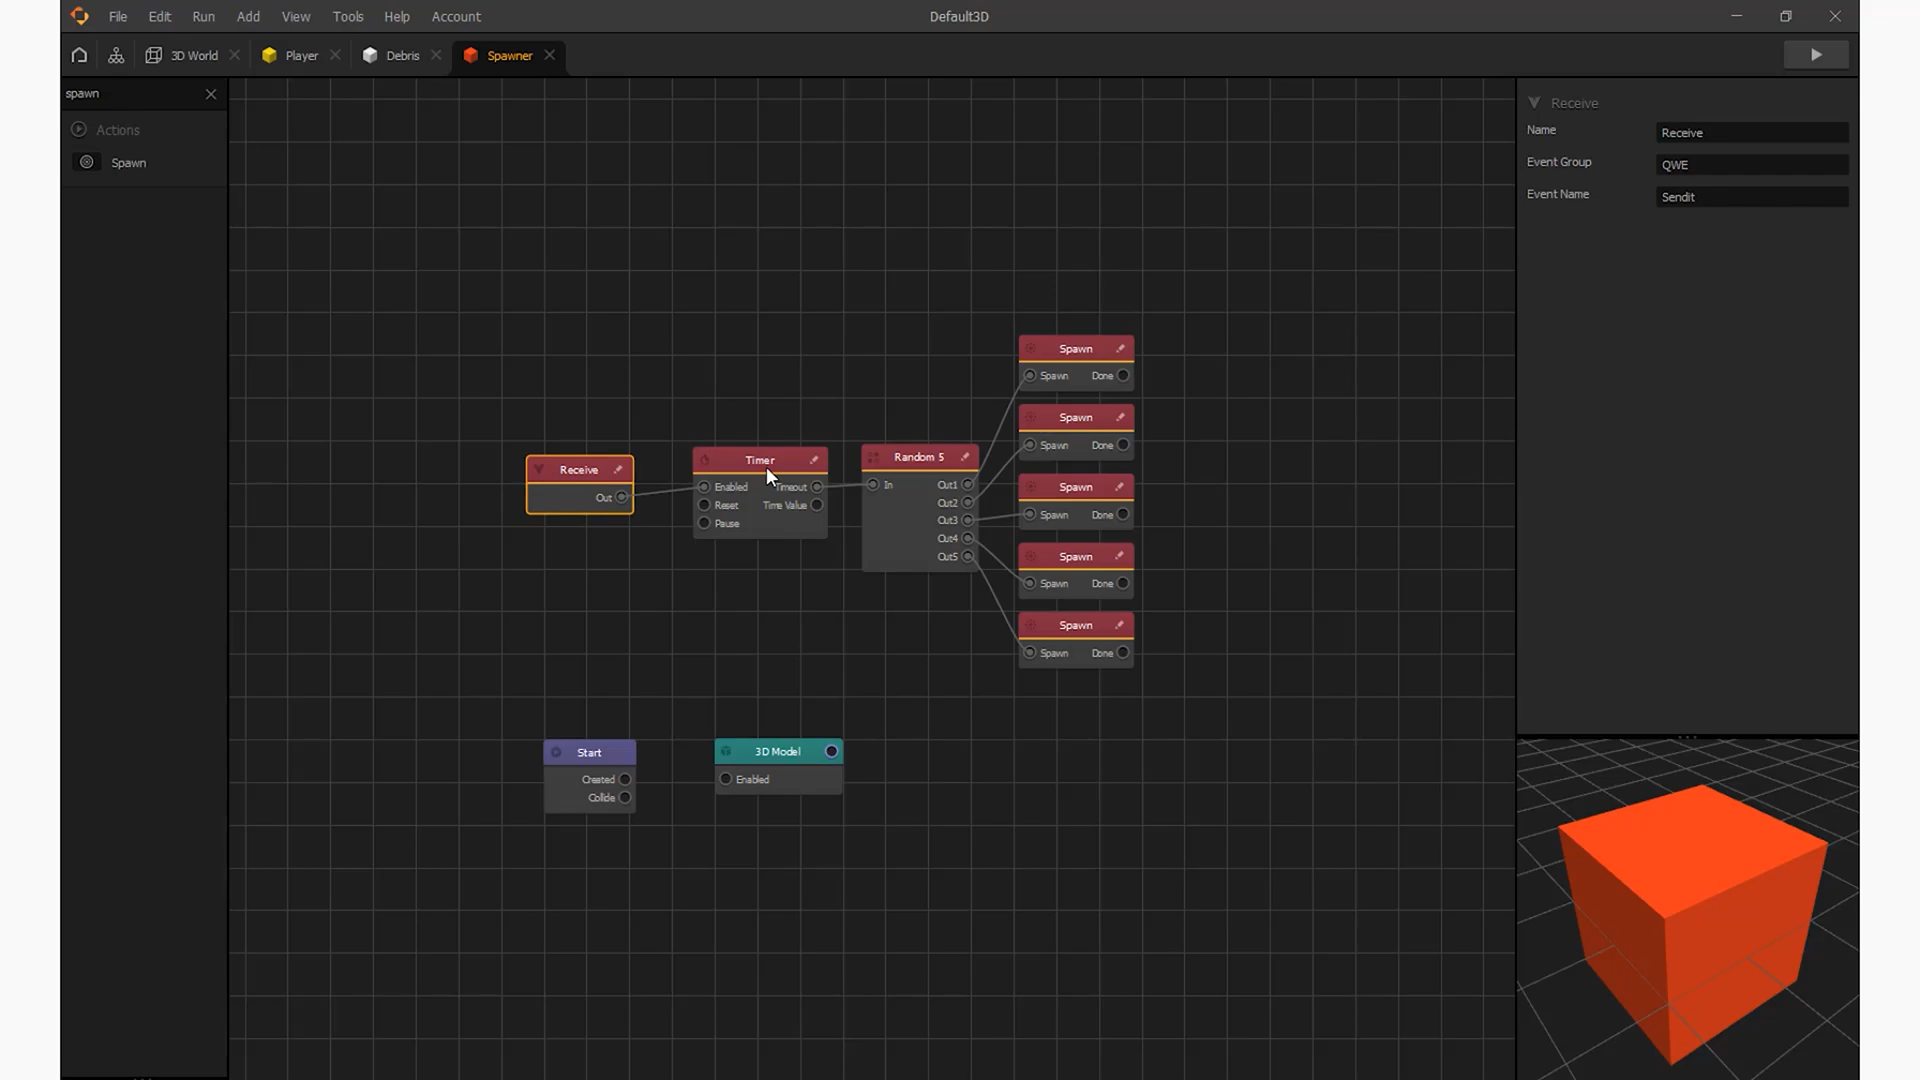 File Edit Run Add View Tools Help Account
Default3D
3D World
Player
Debris
Spawner
spawn
Actions
Spawn
Receive
Name
Receive
Event Group
QWE
Event Name
Sendit
Receive
Out
Timer
Enabled Timeout
Reset Time Value
Pause
Random 5
In Out1
Out2
Out3
Out4
Out5
Spawn
Spawn Done
Spawn
Spawn Done
Spawn
Spawn Done
Spawn
Spawn Done
Spawn
Spawn Done
Start
Created
Collide
3D Model
Enabled